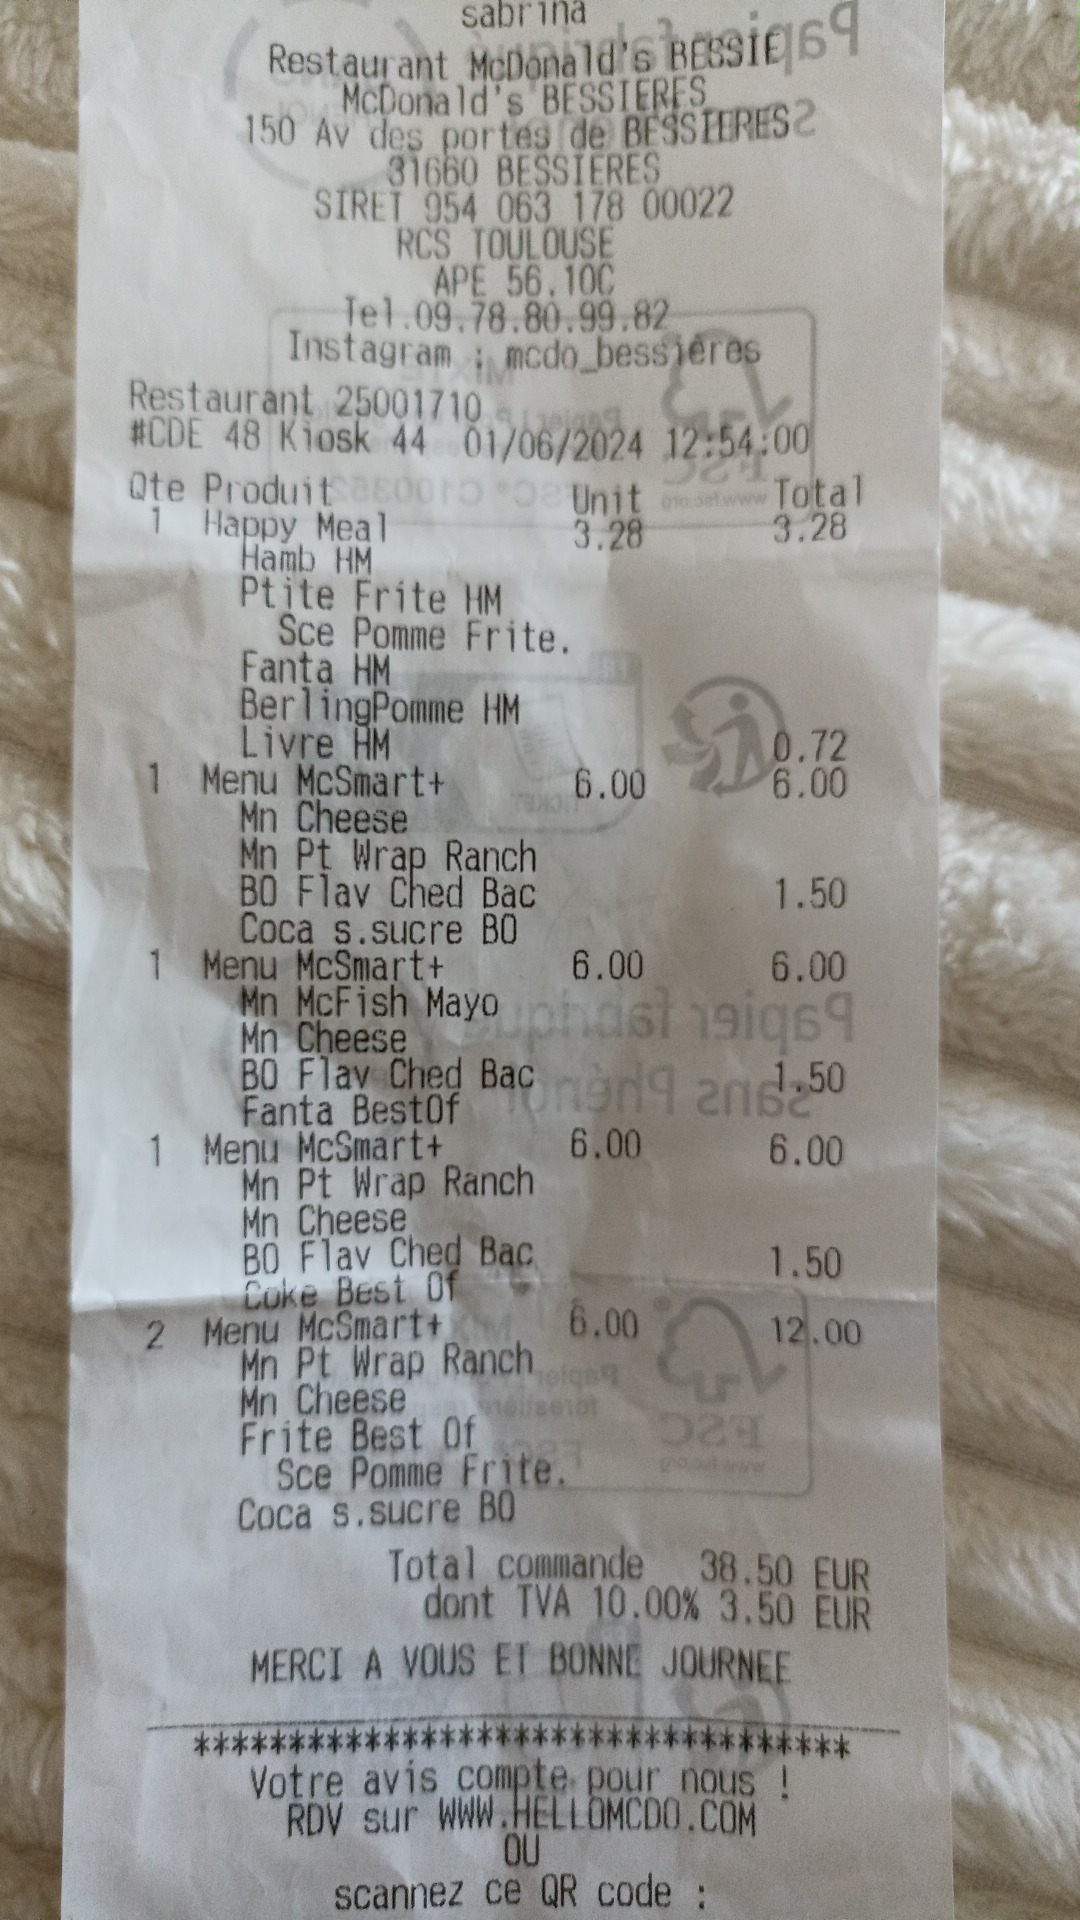 sabrina
Restaurant McDonald's BESSIE
McDonald's BESSIERES
150 Av des portes de BESSIERES
31660 BESSIERES
SIRET 954 063 178 00022
RCS TOULOUSE
APE 56.10C
Tel.09.78.80.99.82
Instagram : mcdo_bessières
Restaurant 25001710
#CDE 48 Kiosk 44 01/06/2024 12:54:00
Qte Produit Unit Total
1 Happy Meal 3.28 3.28
Hamb HM
Ptite Frite HM
Sce Pomme Frite.
Fanta HM
BerlingPomme HM
Livre HM 0.72
1 Menu McSmart+ 6.00 6.00
Mn Cheese
Mn Pt Wrap Ranch
BO Flav Ched Bac 1.50
Coca s.sucre BO
1 Menu McSmart+ 6.00 6.00
Mn McFish Mayo
Mn Cheese
BO Flav Ched Bac 1.50
Fanta BestOf
1 Menu McSmart+ 6.00 6.00
Mn Pt Wrap Ranch
Mn Cheese
BO Flav Ched Bac 1.50
Coke Best Of
2 Menu McSmart+ 6.00 12.00
Mn Pt Wrap Ranch
Mn Cheese
Frite Best Of
Sce Pomme Frite.
Coca s.sucre BO
Total commande 38.50 EUR
dont TVA 10.00% 3.50 EUR
MERCI A VOUS ET BONNE JOURNEE
***********************************
Votre avis compte pour nous !
RDV sur WWW.HELLOMCDO.COM
OU
scannez ce QR code :